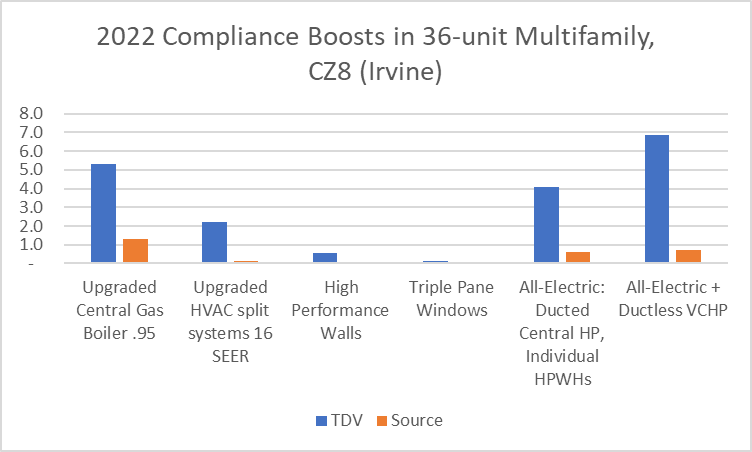 2022 Compliance Boosts in 36-unit Multifamily,
CZ8 (Irvine)
8.0
7.0
6.0
5.0
4.0
3.0
2.0
1.0
-
Upgraded
Central Gas
Boiler .95
Upgraded
HVAC split
systems 16
SEER
High
Performance
Walls
Triple Pane
Windows
All-Electric:
Ducted
Central HP,
Individual
HPWHs
All-Electric +
Ductless VCHP
TDV
Source